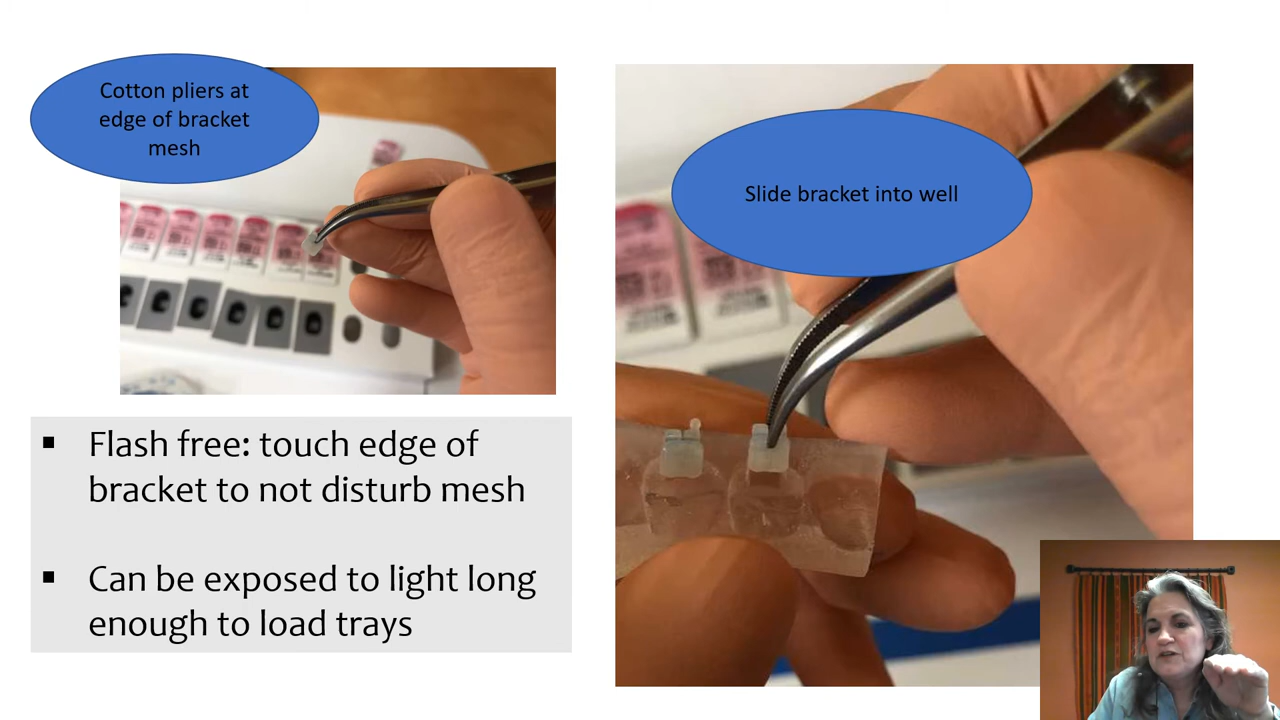 Cotton pliers at
edge of bracket
mesh
Slide bracket into well
▪ Flash free: touch edge of
bracket to not disturb mesh
▪ Can be exposed to light long
enough to load trays